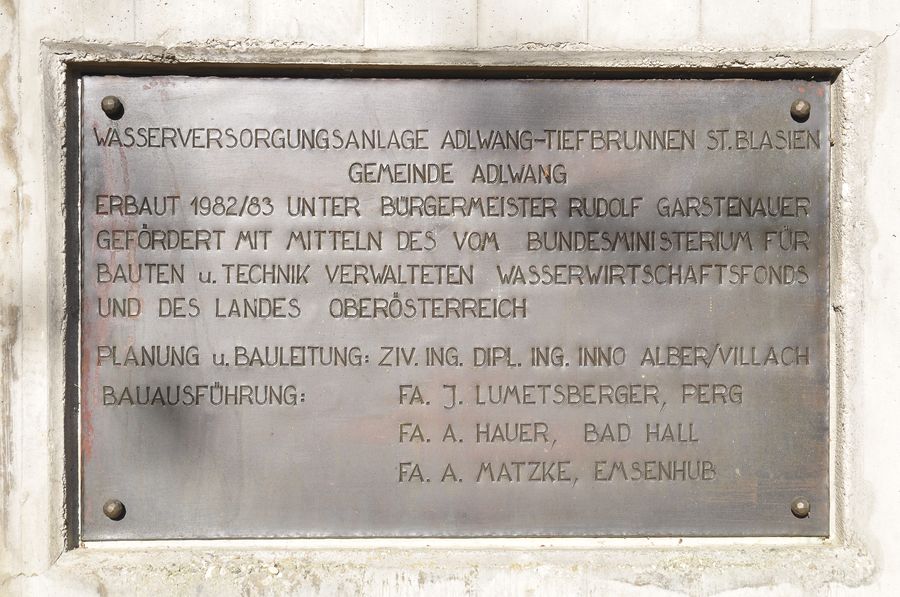 WASSERVERSORGUNGSANLAGE ADLWANG-TIEFBRUNNEN ST. BLASIEN
GEMEINDE ADLWANG
ERBAUT 1982/83 UNTER BÜRGERMEISTER RUDOLF GARSTENAUER
GEFÖRDERT MIT MITTELN DES VOM BUNDESMINISTERIUM FÜR
BAUTEN u. TECHNIK VERWALTETEN WASSERWIRTSCHAFTSFONDS
UND DES LANDES OBERÖSTERREICH
PLANUNG u. BAULEITUNG: ZIV. ING. DIPL. ING. INNO ALBER/VILLACH
BAUAUSFÜHRUNG: FA. J. LUMETSBERGER, PERG
FA. A. HAUER, BAD HALL
FA. A. MATZKE, EMSENHUB